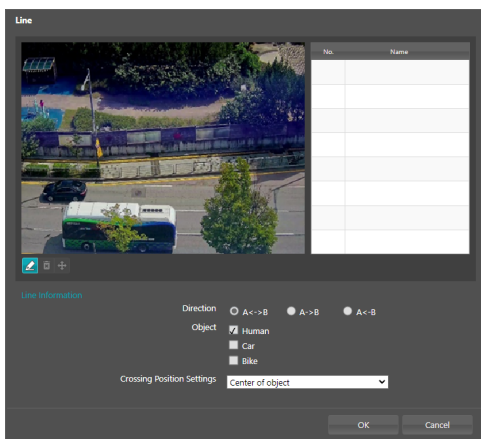 Line
No. Name
Line Information
Direction A<->B A->B A<-B
Object Human
Car
Bike
Crossing Position Settings Center of object
OK Cancel